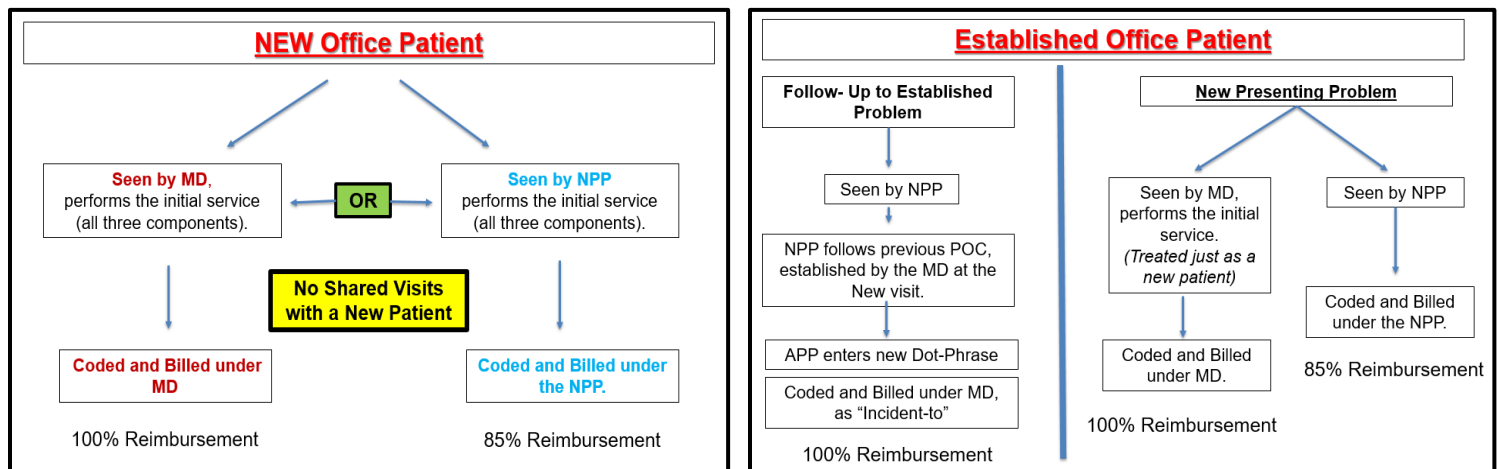 NEW Office Patient
Seen by MD,
performs the initial service
(all three components).
OR
Seen by NPP
performs the initial service
(all three components).
No Shared Visits
with a New Patient
Coded and Billed under
MD
100% Reimbursement
Coded and Billed under
the NPP.
85% Reimbursement
Established Office Patient
Follow- Up to Established
Problem
Seen by NPP
NPP follows previous POC,
established by the MD at the
New visit.
APP enters new Dot-Phrase
Coded and Billed under MD,
as “Incident-to”
100% Reimbursement
New Presenting Problem
Seen by MD,
performs the initial
service.
(Treated just as a
new patient)
Coded and Billed
under MD.
100% Reimbursement
Seen by NPP
Coded and Billed
under the NPP.
85% Reimbursement